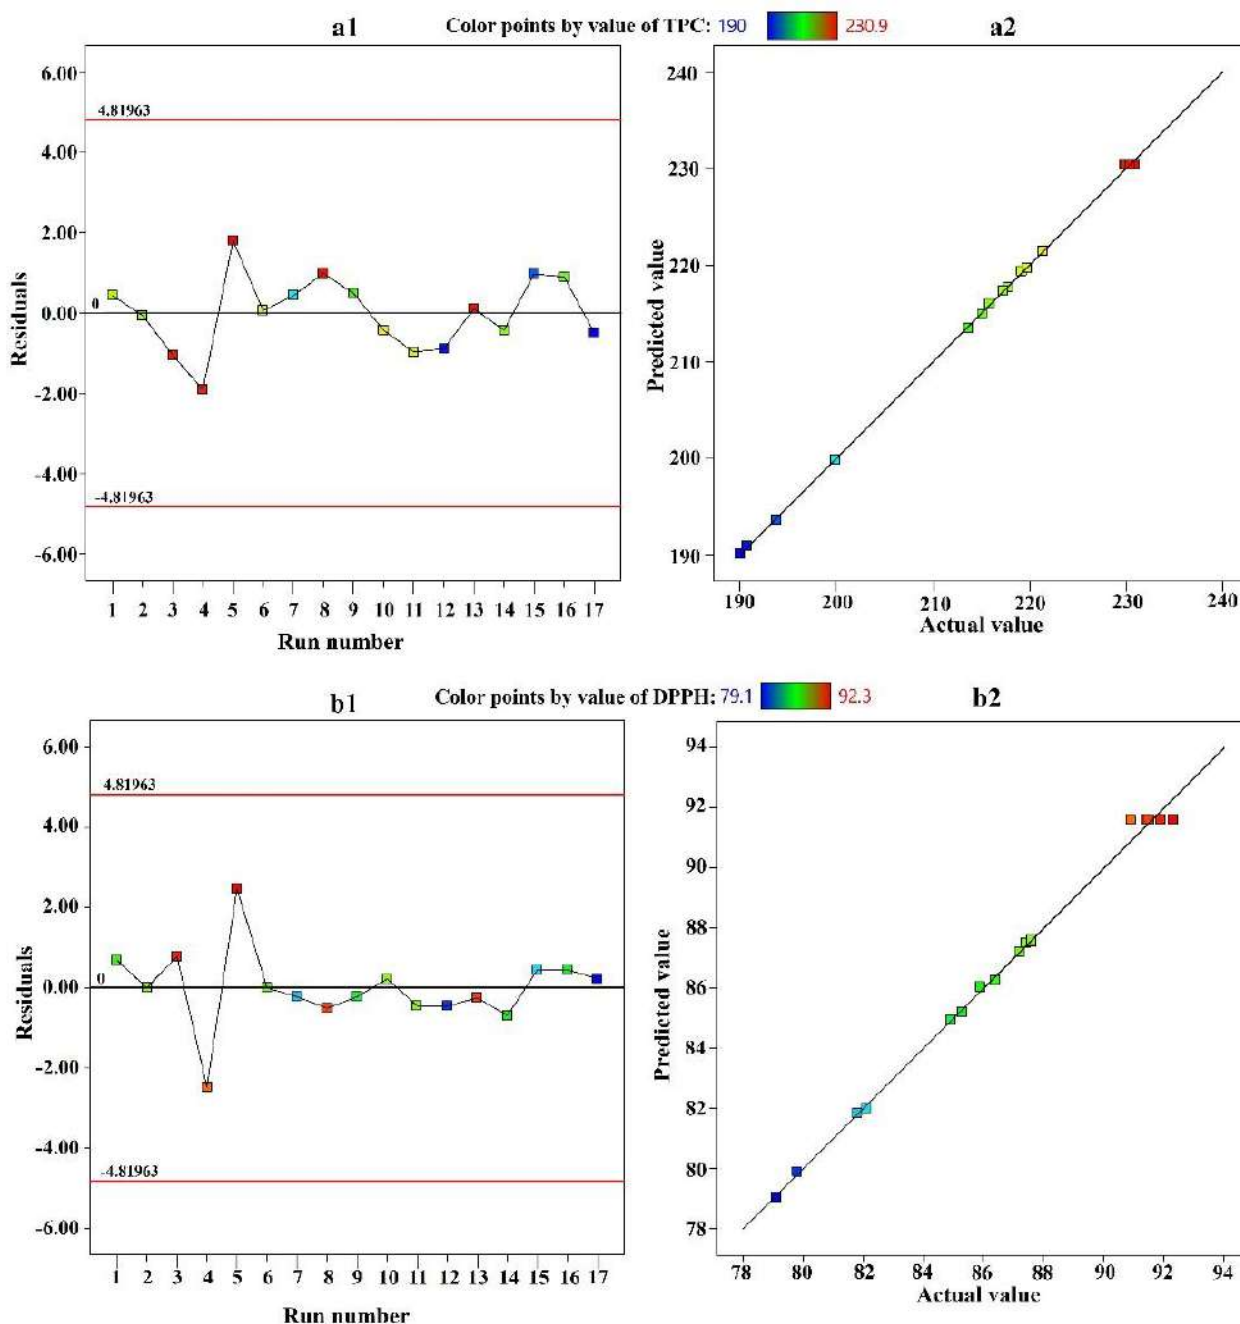 a1 Color points by value of TPC: 190 230.9 a2
6.00
4.81963
4.00
2.00
0
0.00
-2.00
-4.00
-4.81963
-6.00
Residuals
1 2 3 4 5 6 7 8 9 10 11 12 13 14 15 16 17
Run number
240
230
220
210
200
190
Predicted value
190 200 210 220 230 240
Actual value
b1 Color points by value of DPPH: 79.1 92.3 b2
6.00
4.81963
4.00
2.00
0
0.00
-2.00
-4.00
-4.81963
-6.00
Residuals
1 2 3 4 5 6 7 8 9 10 11 12 13 14 15 16 17
Run number
94
92
90
88
86
84
82
80
78
Predicted value
78 80 82 84 86 88 90 92 94
Actual value